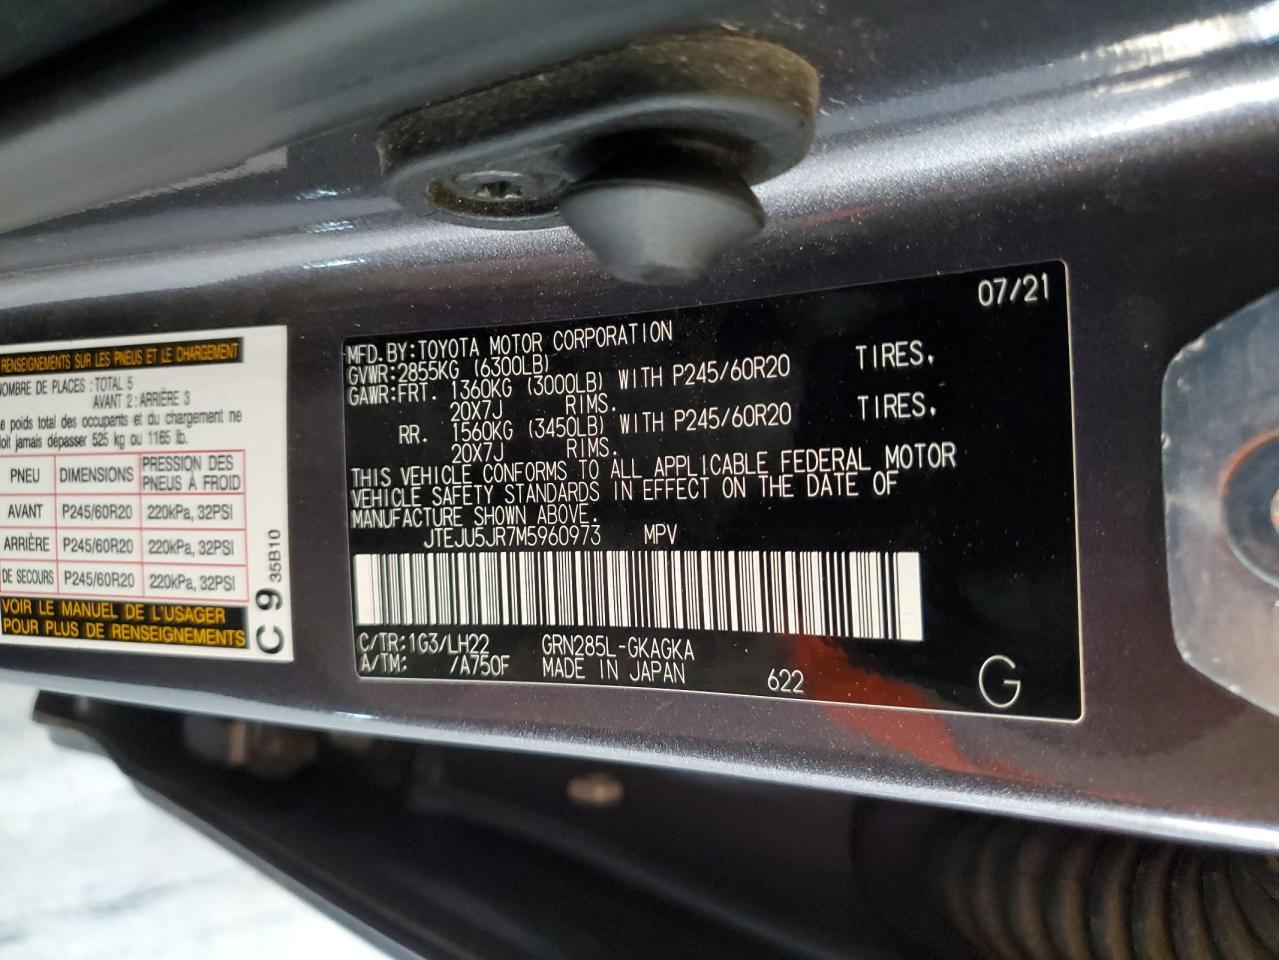 RENSEIGNEMENTS SUR LES PNEUS ET LE CHARGEMENT
NOMBRE DE PLACES : TOTAL 5
AVANT 2 : ARRIÈRE 3
poids total des occupants et du chargement ne
doit jamais dépasser 525 kg ou 1165 lb.
PNEU DIMENSIONS PRESSION DES PNEUS À FROID
AVANT P245/60R20 220kPa, 32PSI
ARRIÈRE P245/60R20 220kPa, 32PSI
DE SECOURS P245/60R20 220kPa, 32PSI
VOIR LE MANUEL DE L'USAGER
POUR PLUS DE RENSEIGNEMENTS
C 9 35B10
07/21
MFD. BY: TOYOTA MOTOR CORPORATION
GVWR: 2855KG (6300LB)
GAWR: FRT. 1360KG (3000LB) WITH P245/60R20 TIRES,
20X7J RIMS.
RR. 1560KG (3450LB) WITH P245/60R20 TIRES,
20X7J RIMS.
THIS VEHICLE CONFORMS TO ALL APPLICABLE FEDERAL MOTOR
VEHICLE SAFETY STANDARDS IN EFFECT ON THE DATE OF
MANUFACTURE SHOWN ABOVE.
JTEJU5JR7M5960973 MPV
C/TR: 1G3/LH22 GRN285L-GKAGKA
A/TM: /A750F MADE IN JAPAN 622
G